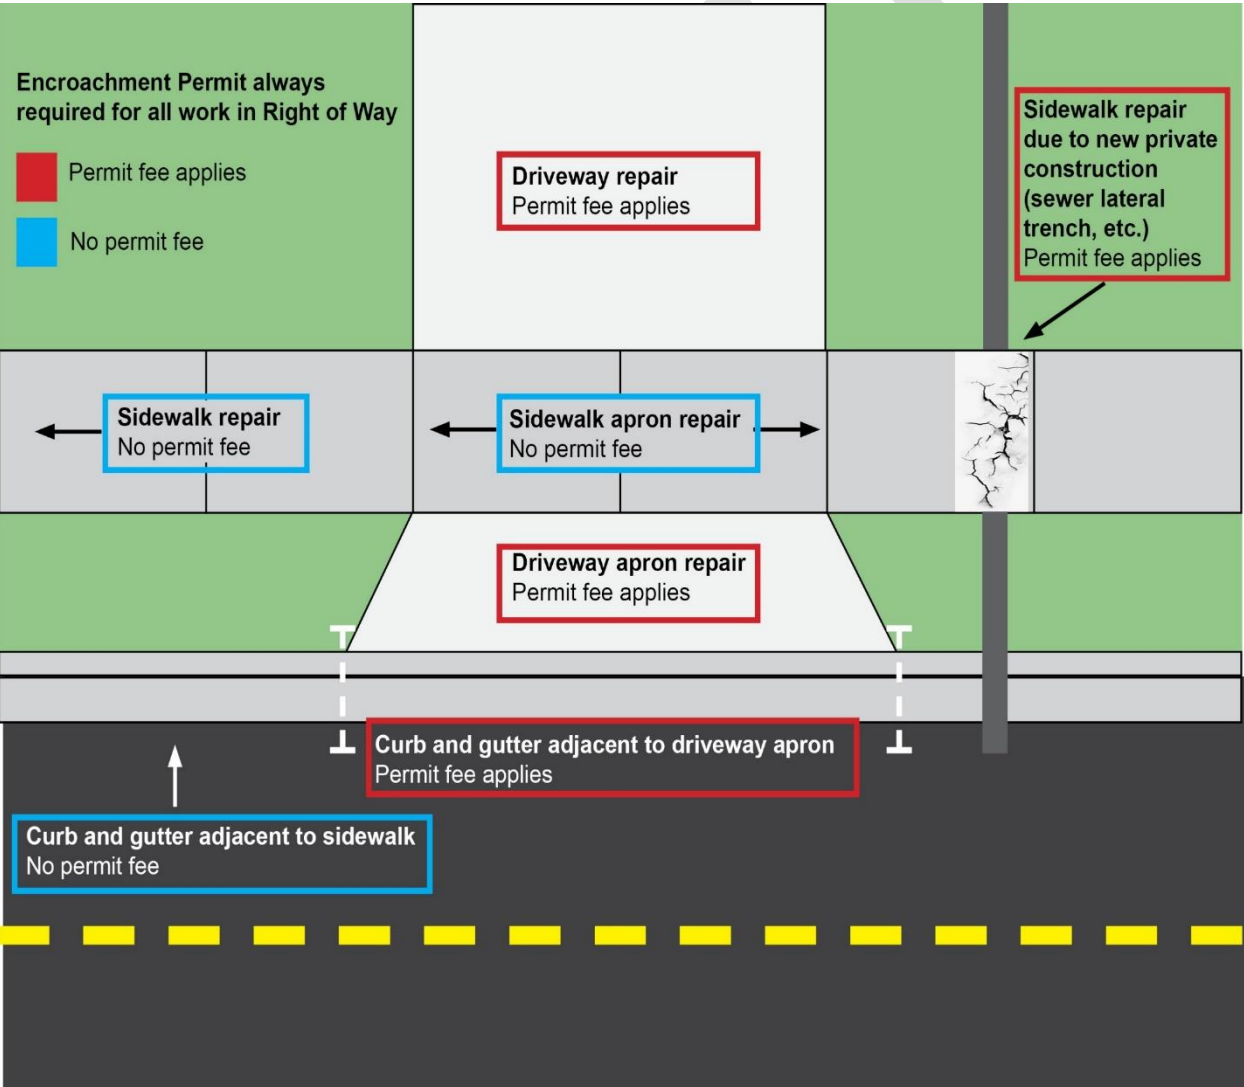 Encroachment Permit always
required for all work in Right of Way
Permit fee applies
No permit fee
Driveway repair
Permit fee applies
Sidewalk repair
due to new private
construction
(sewer lateral
trench, etc.)
Permit fee applies
Sidewalk repair
No permit fee
Sidewalk apron repair
No permit fee
Driveway apron repair
Permit fee applies
Curb and gutter adjacent to driveway apron
Permit fee applies
Curb and gutter adjacent to sidewalk
No permit fee